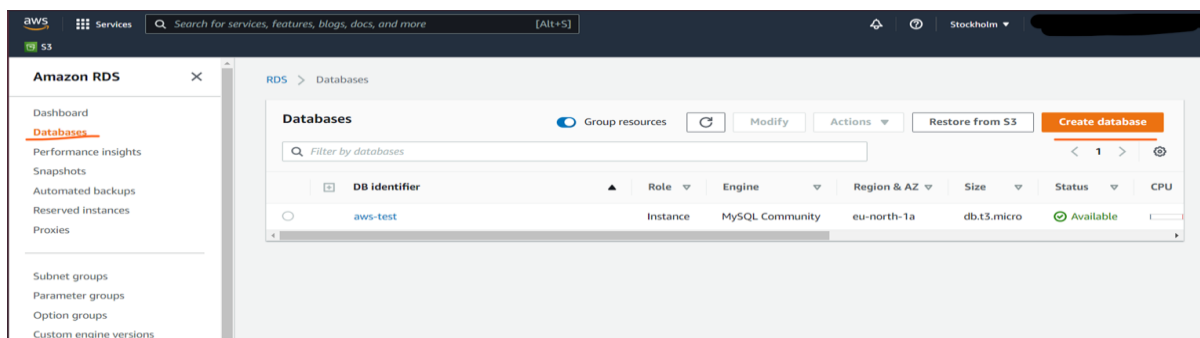 aws Services Search for services, features, blogs, docs, and more [Alt+S] Stockholm
S3
Amazon RDS
Dashboard
Databases
Performance insights
Snapshots
Automated backups
Reserved instances
Proxies
Subnet groups
Parameter groups
Option groups
Custom engine versions
RDS > Databases
Databases Group resources Modify Actions Restore from S3 Create database
Filter by databases < 1 >
DB identifier Role Engine Region & AZ Size Status CPU
aws-test Instance MySQL Community eu-north-1a db.t3.micro Available